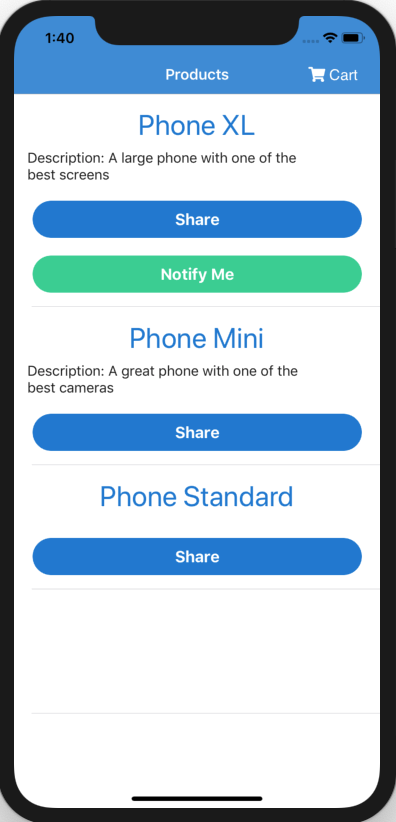 1:40
Products
Cart
Phone XL
Description: A large phone with one of the
best screens
Share
Notify Me
Phone Mini
Description: A great phone with one of the
best cameras
Share
Phone Standard
Share